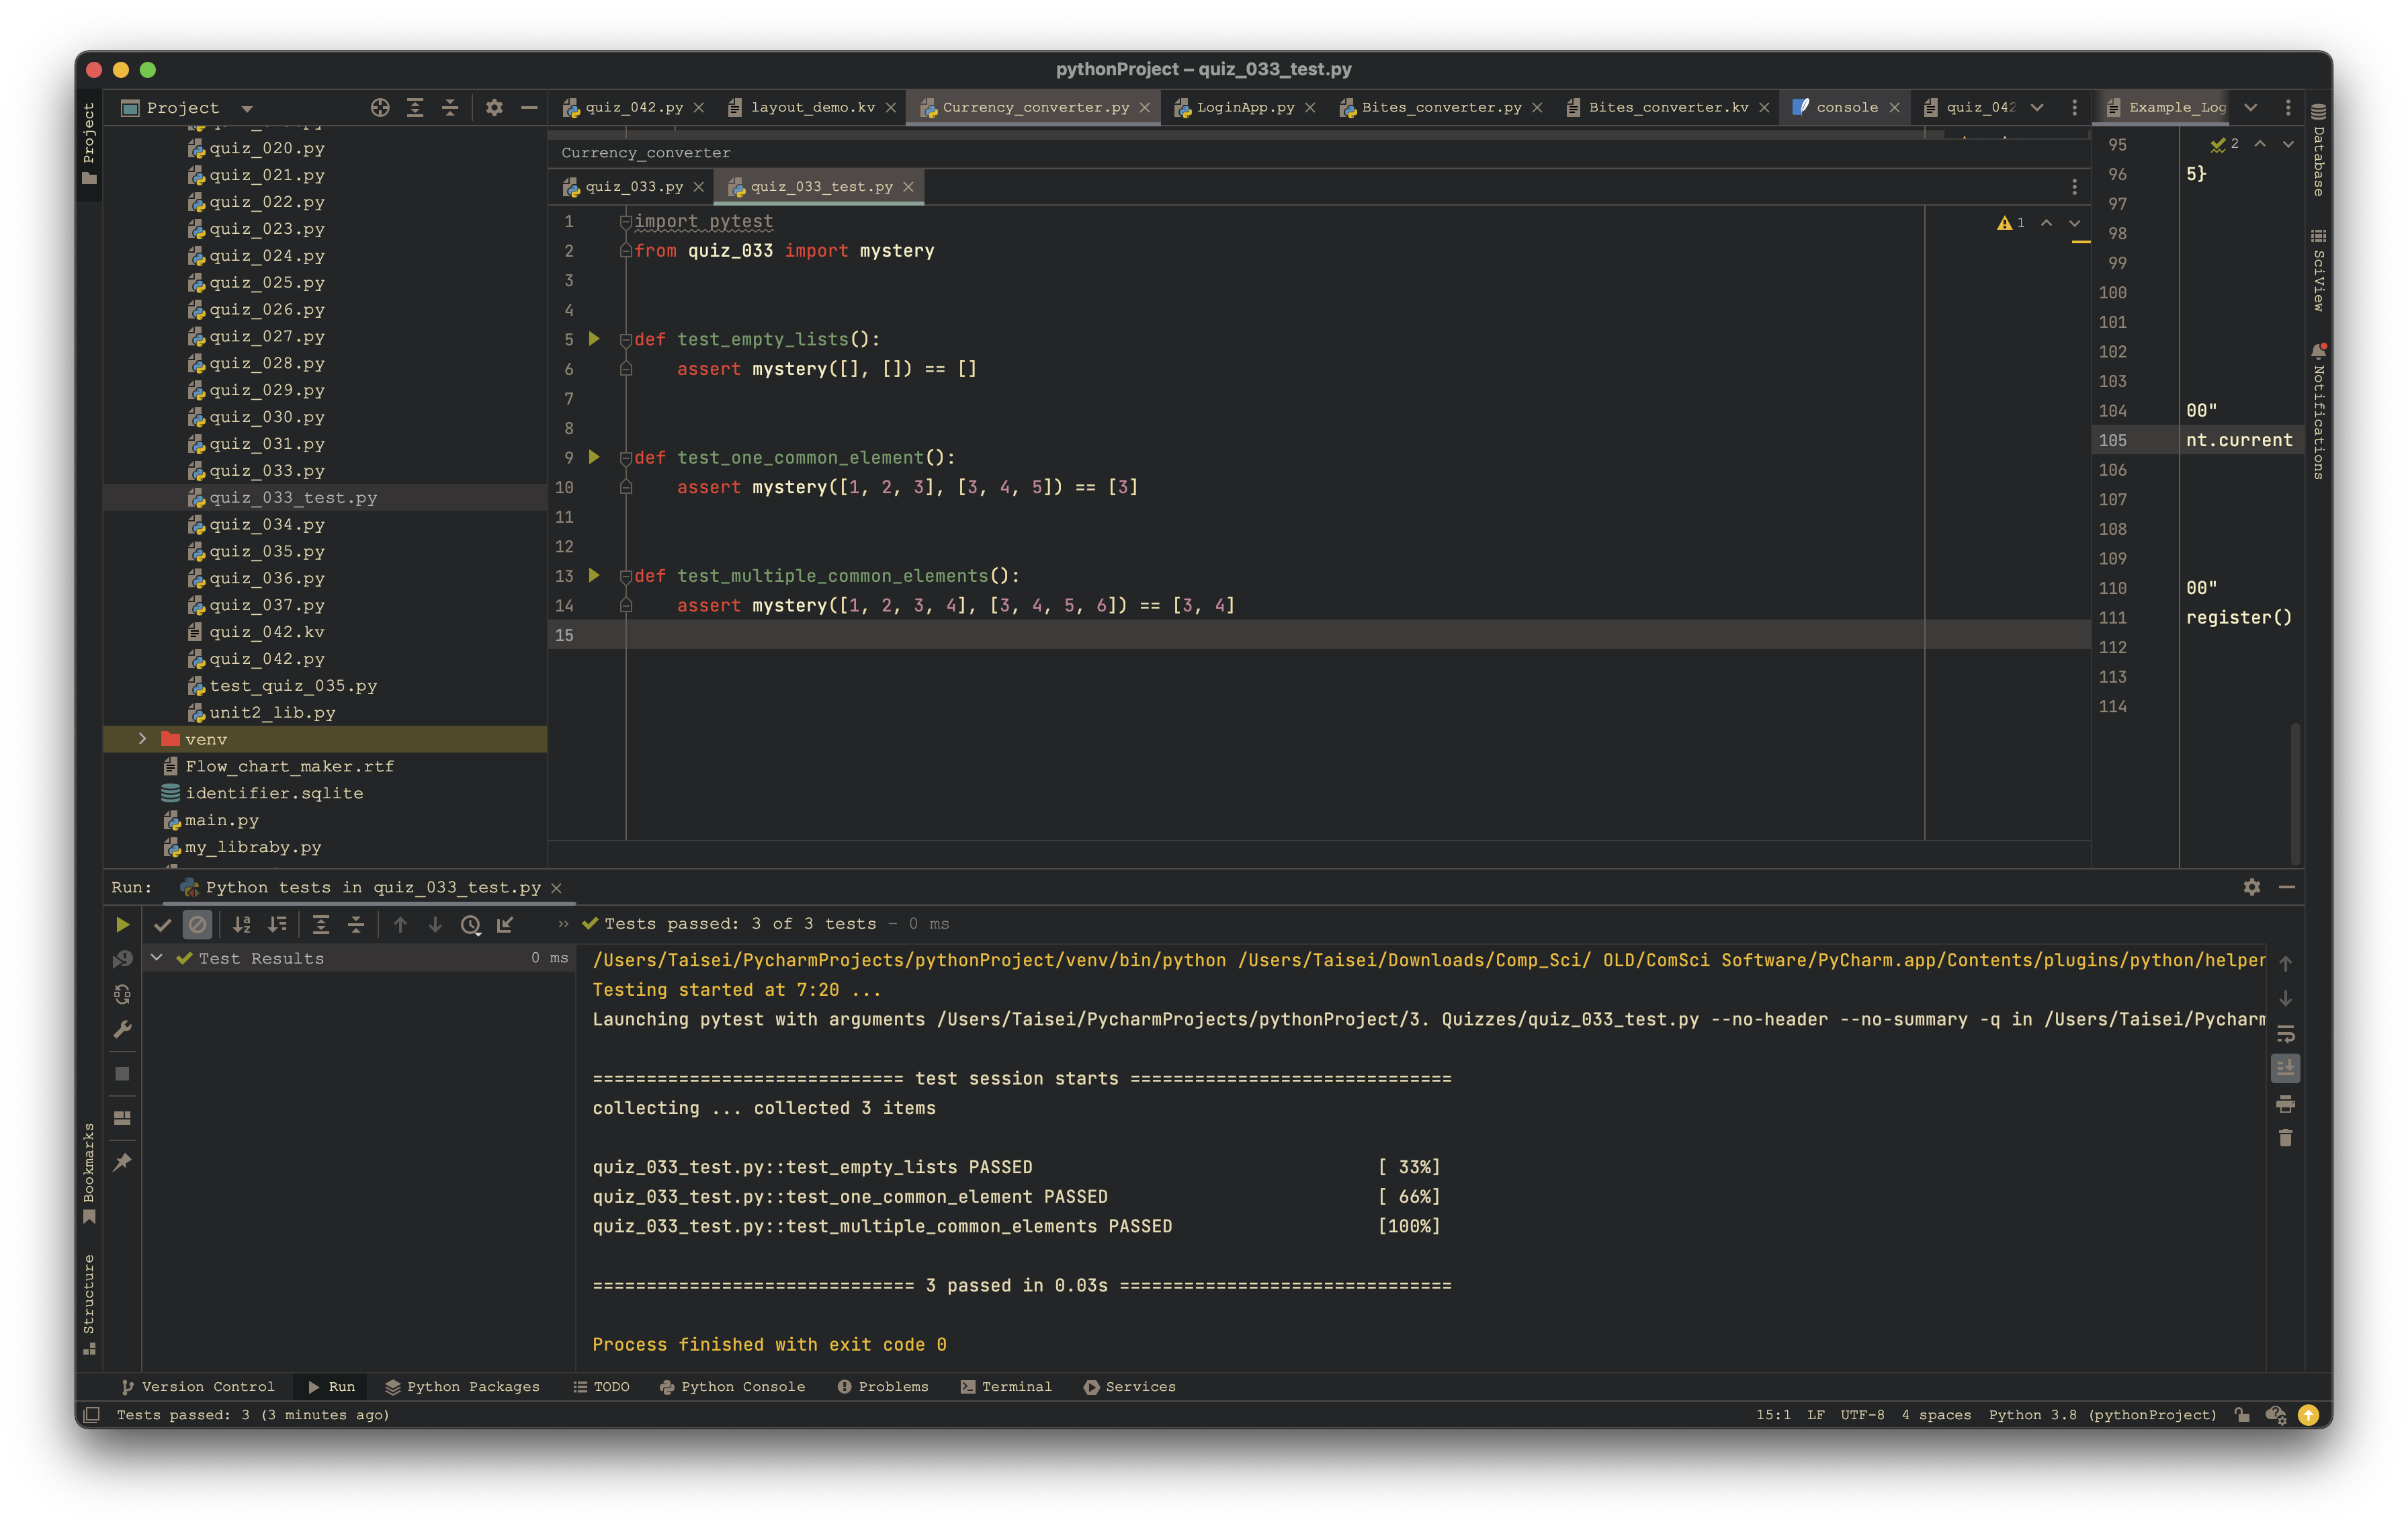 pythonProject – quiz_033_test.py
Project
Project
quiz_020.py
quiz_021.py
quiz_022.py
quiz_023.py
quiz_024.py
quiz_025.py
quiz_026.py
quiz_027.py
quiz_028.py
quiz_029.py
quiz_030.py
quiz_031.py
quiz_033.py
quiz_033_test.py
quiz_034.py
quiz_035.py
quiz_036.py
quiz_037.py
quiz_042.kv
quiz_042.py
test_quiz_035.py
unit2_lib.py
venv
Flow_chart_maker.rtf
identifier.sqlite
main.py
my_libraby.py
quiz_042.py layout_demo.kv Currency_converter.py LoginApp.py Bites_converter.py Bites_converter.kv console quiz_042
Currency_converter
quiz_033.py quiz_033_test.py
1 import pytest
2 from quiz_033 import mystery
3
4
5 def test_empty_lists():
6 assert mystery([], []) == []
7
8
9 def test_one_common_element():
10 assert mystery([1, 2, 3], [3, 4, 5]) == [3]
11
12
13 def test_multiple_common_elements():
14 assert mystery([1, 2, 3, 4], [3, 4, 5, 6]) == [3, 4]
15
1
Example_Log
2
95
96 5}
97
98
99
100
101
102
103
104 00"
105 nt.current
106
107
108
109
110 00"
111 register()
112
113
114
Database
SciView
Notifications
Run: Python tests in quiz_033_test.py
Tests passed: 3 of 3 tests – 0 ms
Test Results 0 ms
/Users/Taisei/PycharmProjects/pythonProject/venv/bin/python /Users/Taisei/Downloads/Comp_Sci/ OLD/ComSci Software/PyCharm.app/Contents/plugins/python/helper
Testing started at 7:20 ...
Launching pytest with arguments /Users/Taisei/PycharmProjects/pythonProject/3. Quizzes/quiz_033_test.py --no-header --no-summary -q in /Users/Taisei/Pycharm
============================= test session starts ==============================
collecting ... collected 3 items
quiz_033_test.py::test_empty_lists PASSED [ 33%]
quiz_033_test.py::test_one_common_element PASSED [ 66%]
quiz_033_test.py::test_multiple_common_elements PASSED [100%]
============================== 3 passed in 0.03s ===============================
Process finished with exit code 0
Bookmarks
Structure
Version Control Run Python Packages TODO Python Console Problems Terminal Services
Tests passed: 3 (3 minutes ago)
15:1 LF UTF-8 4 spaces Python 3.8 (pythonProject)